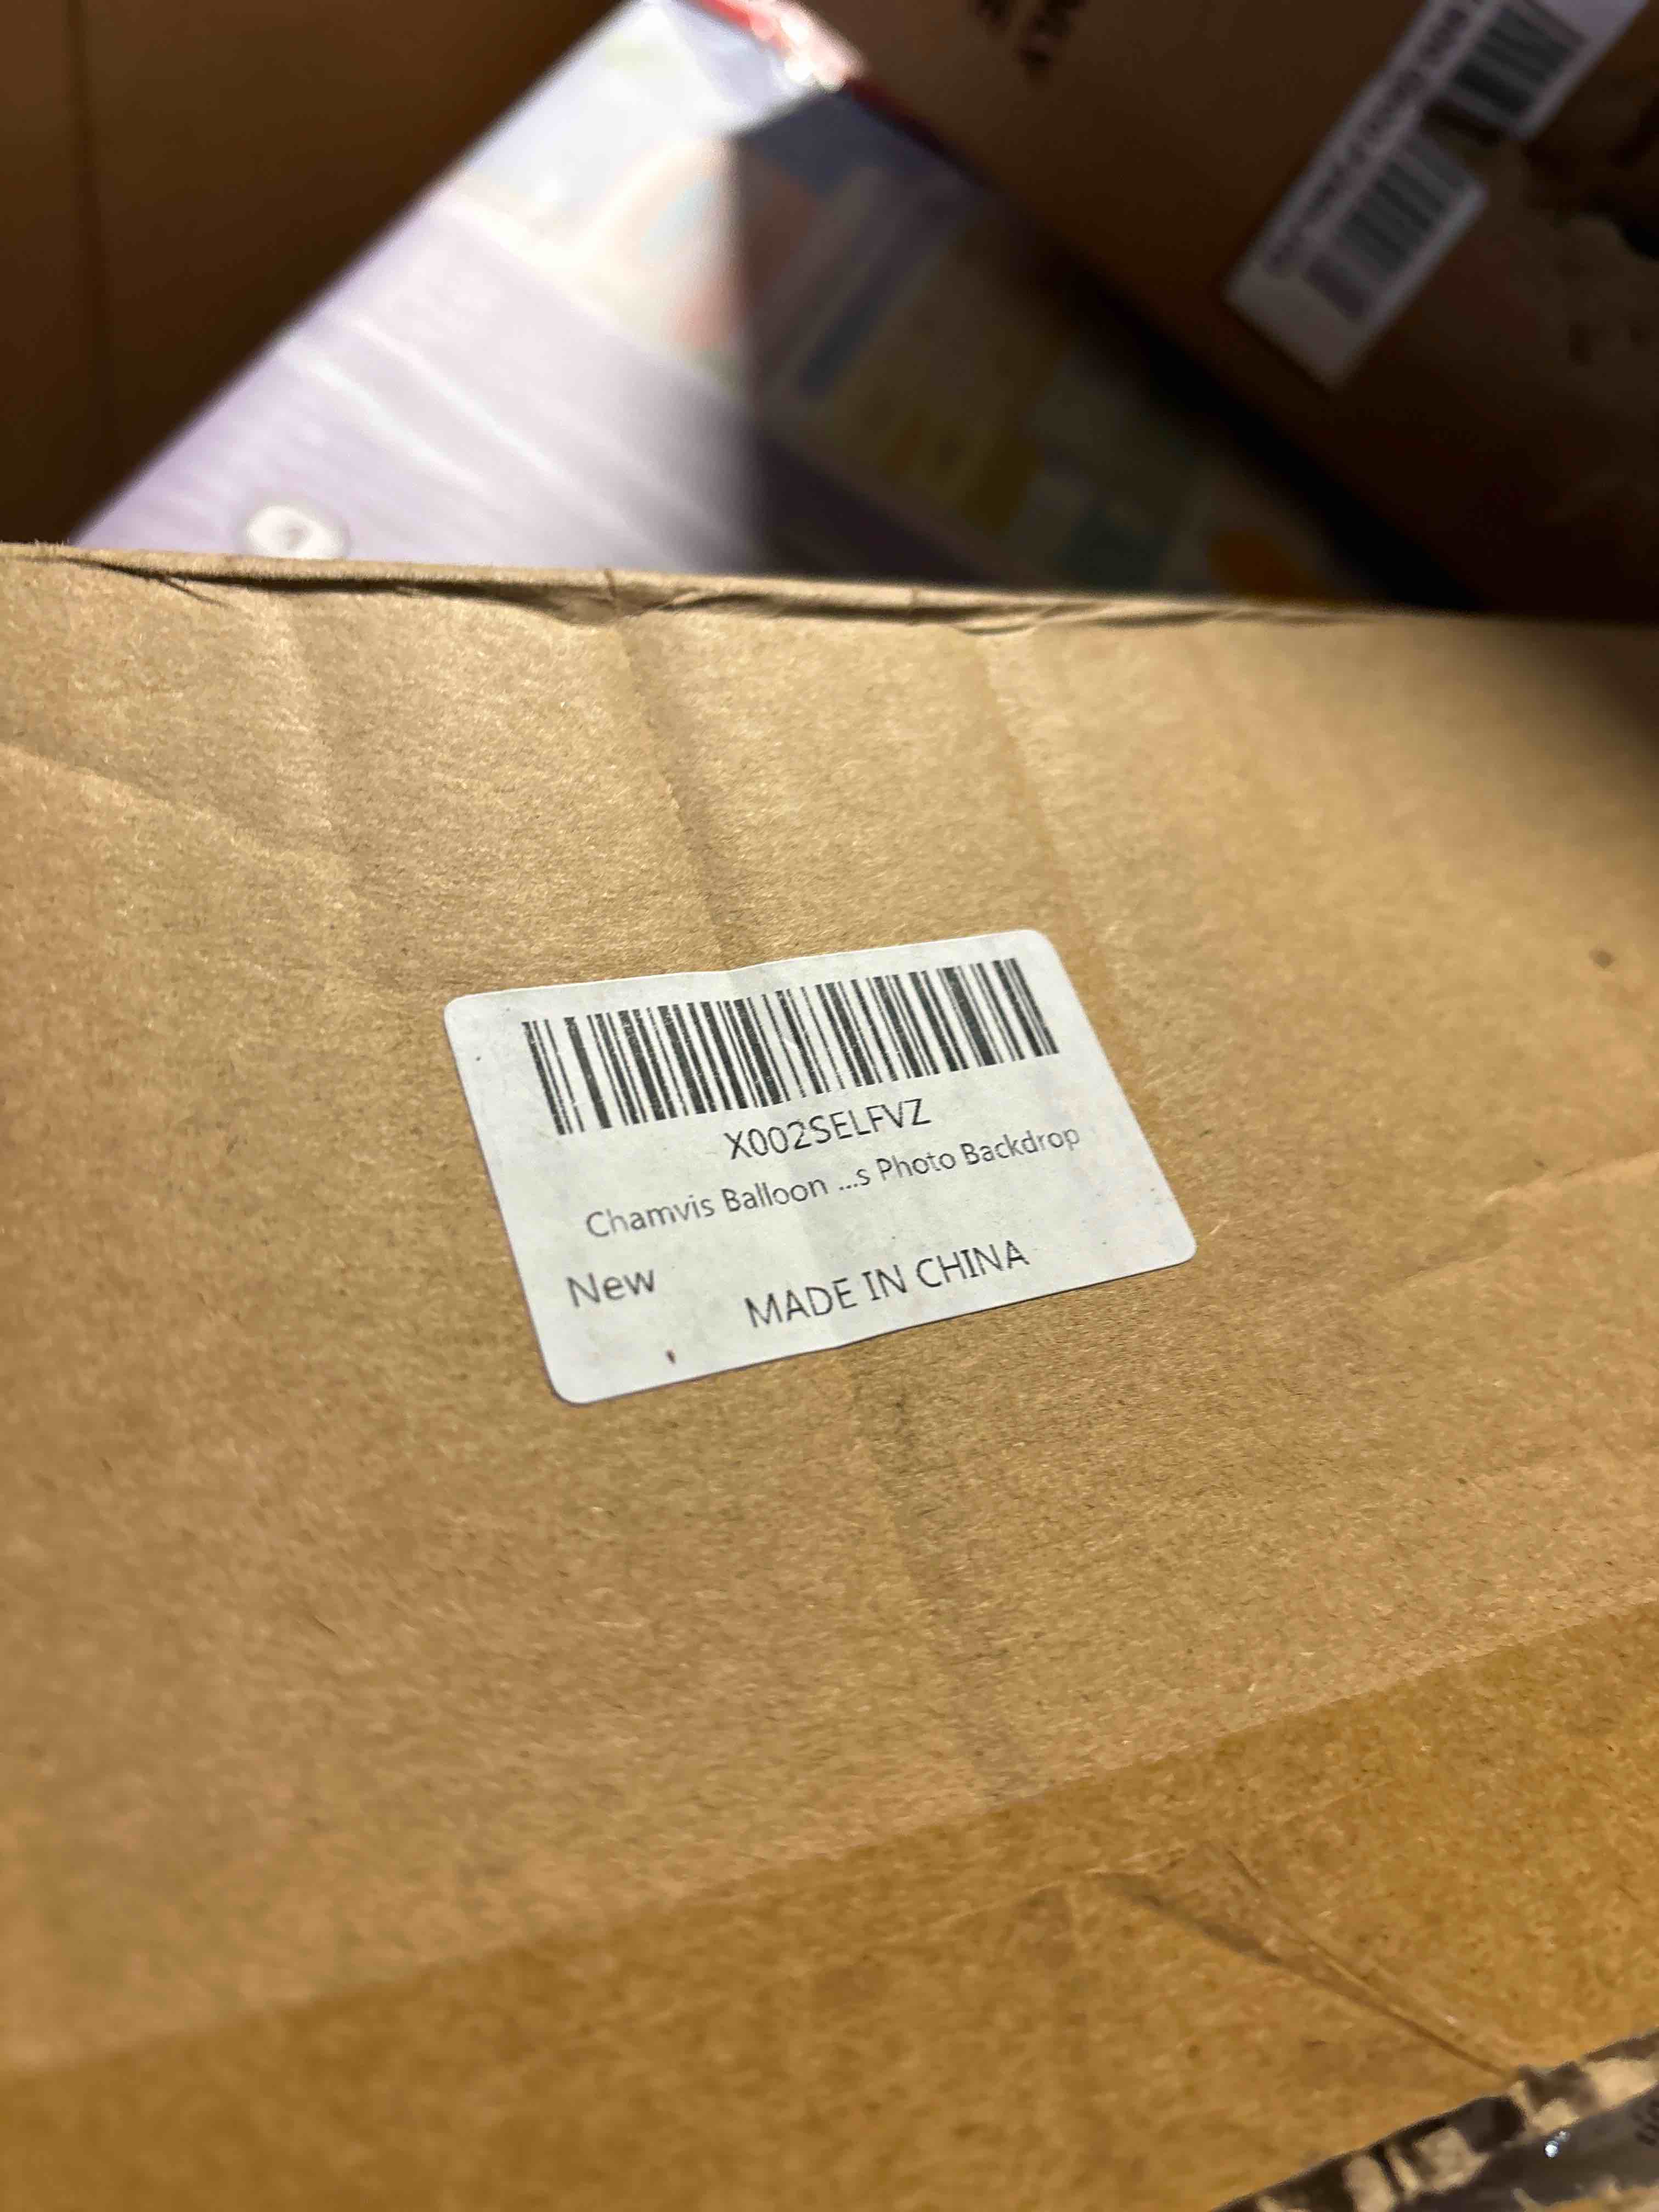 X002SELFVZ
Chamvis Balloon ...s Photo Backdrop
New
MADE IN CHINA